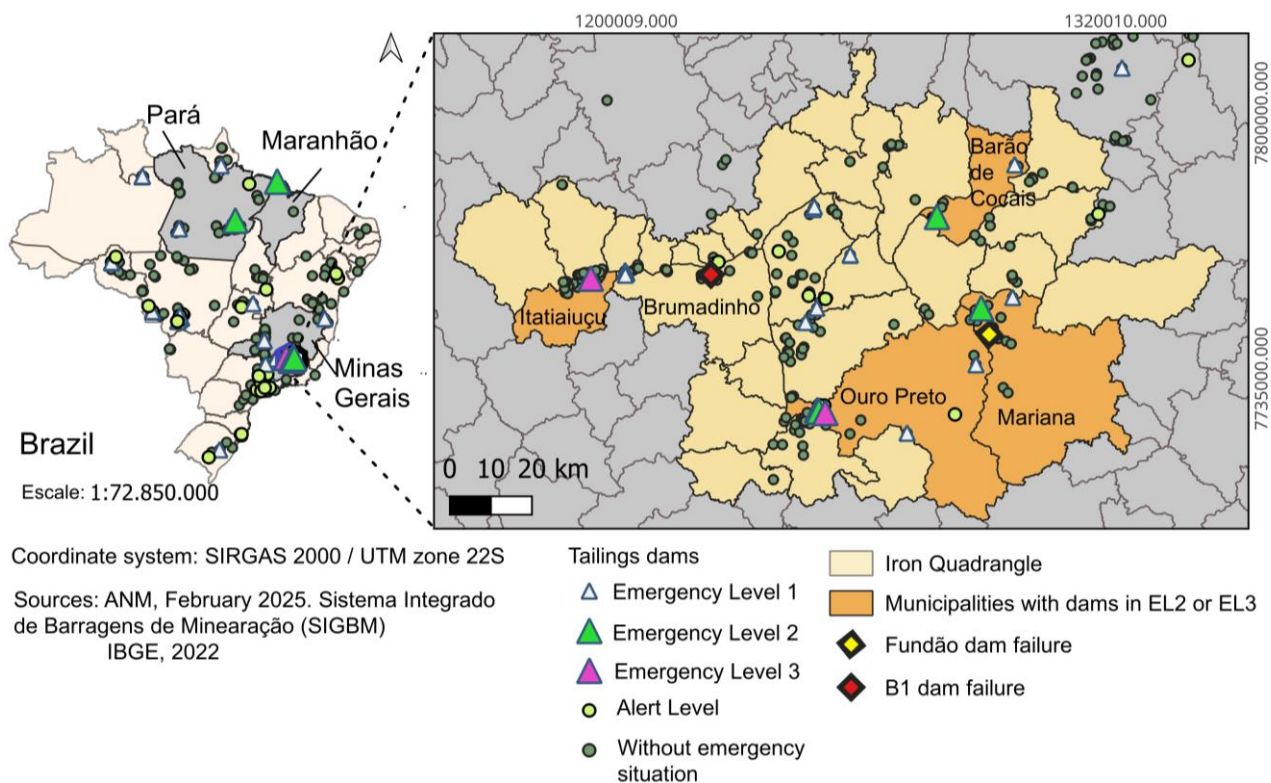 1200009.000
1320010.000
7800000.000
7735000.000
Pará
Maranhão
Minas
Gerais
Brazil
Escale: 1:72.850.000
Barão
de
Cocais
Itatiaiuçu
Brumadinho
Ouro Preto
Mariana
0 10 20 km
Coordinate system: SIRGAS 2000 / UTM zone 22S
Sources: ANM, February 2025. Sistema Integrado
de Barragens de Minearação (SIGBM)
IBGE, 2022
Tailings dams
Emergency Level 1
Emergency Level 2
Emergency Level 3
Alert Level
Without emergency
situation
Iron Quadrangle
Municipalities with dams in EL2 or EL3
Fundão dam failure
B1 dam failure